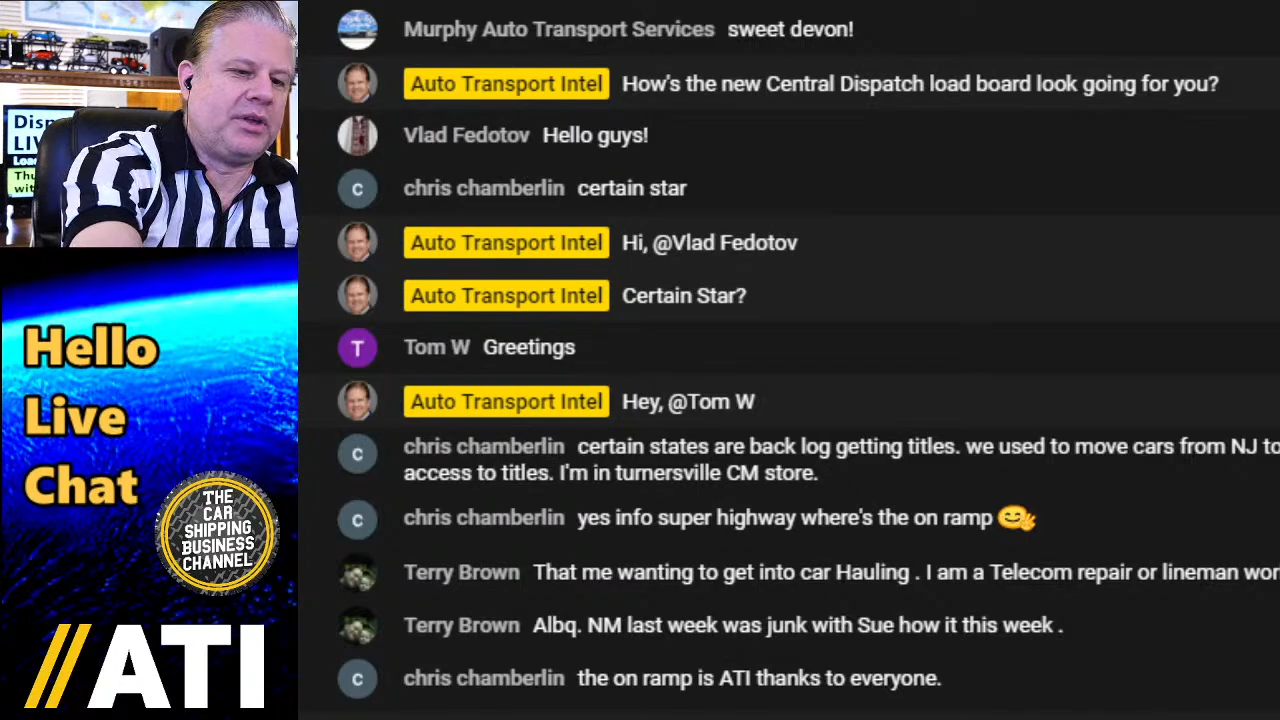 Murphy Auto Transport Services sweet devon!
Auto Transport Intel How's the new Central Dispatch load board look going for you?
Vlad Fedotov Hello guys!
C chris chamberlin certain star
Auto Transport Intel Hi, @Vlad Fedotov
Auto Transport Intel Certain Star?
T Tom W Greetings
Auto Transport Intel Hey, @Tom W
C chris chamberlin certain states are back log getting titles. we used to move cars from NJ to
access to titles. I'm in turnersville CM store.
C chris chamberlin yes info super highway where's the on ramp 😊👋
Terry Brown That me wanting to get into car Hauling . I am a Telecom repair or lineman wor
Terry Brown Albq. NM last week was junk with Sue how it this week .
C chris chamberlin the on ramp is ATI thanks to everyone.
Disp
LIV
Loa
Thu
wit
Hello
Live
Chat
THE
CAR
SHIPPING
BUSINESS
CHANNEL
//ATI